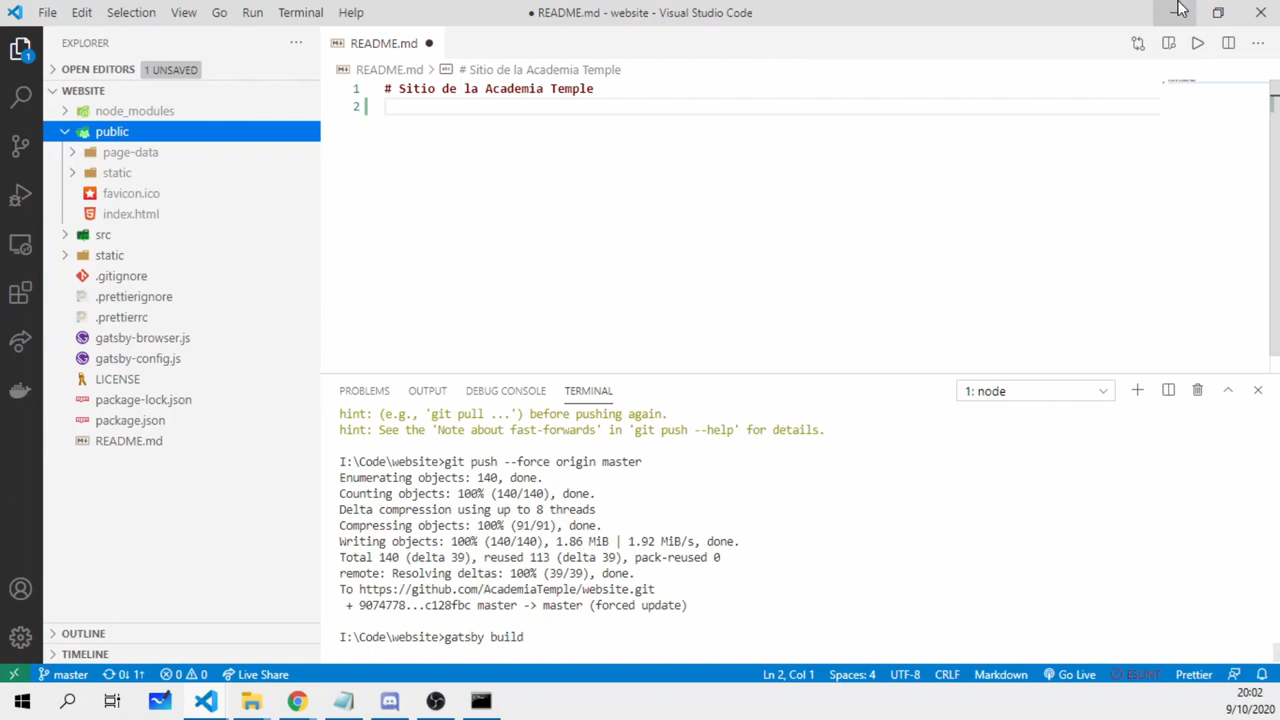 File Edit Selection View Go Run Terminal Help
● README.md - website - Visual Studio Code
EXPLORER
OPEN EDITORS 1 UNSAVED
WEBSITE
node_modules
public
page-data
static
favicon.ico
index.html
src
static
.gitignore
.prettierignore
.prettierrc
gatsby-browser.js
gatsby-config.js
LICENSE
package-lock.json
package.json
README.md
OUTLINE
TIMELINE
1
README.md ●
README.md > # Sitio de la Academia Temple
1 # Sitio de la Academia Temple
2
PROBLEMS OUTPUT DEBUG CONSOLE TERMINAL
1: node
hint: (e.g., 'git pull ...') before pushing again.
hint: See the 'Note about fast-forwards' in 'git push --help' for details.
I:\Code\website>git push --force origin master
Enumerating objects: 140, done.
Counting objects: 100% (140/140), done.
Delta compression using up to 8 threads
Compressing objects: 100% (91/91), done.
Writing objects: 100% (140/140), 1.86 MiB | 1.92 MiB/s, done.
Total 140 (delta 39), reused 113 (delta 39), pack-reused 0
remote: Resolving deltas: 100% (39/39), done.
To https://github.com/AcademiaTemple/website.git
+ 9074778...c128fbc master -> master (forced update)
I:\Code\website>gatsby build
master 0↓ 1↑ 0 0 Live Share
Ln 2, Col 1 Spaces: 4 UTF-8 CRLF Markdown Go Live ESLINT Prettier
20:02
9/10/2020